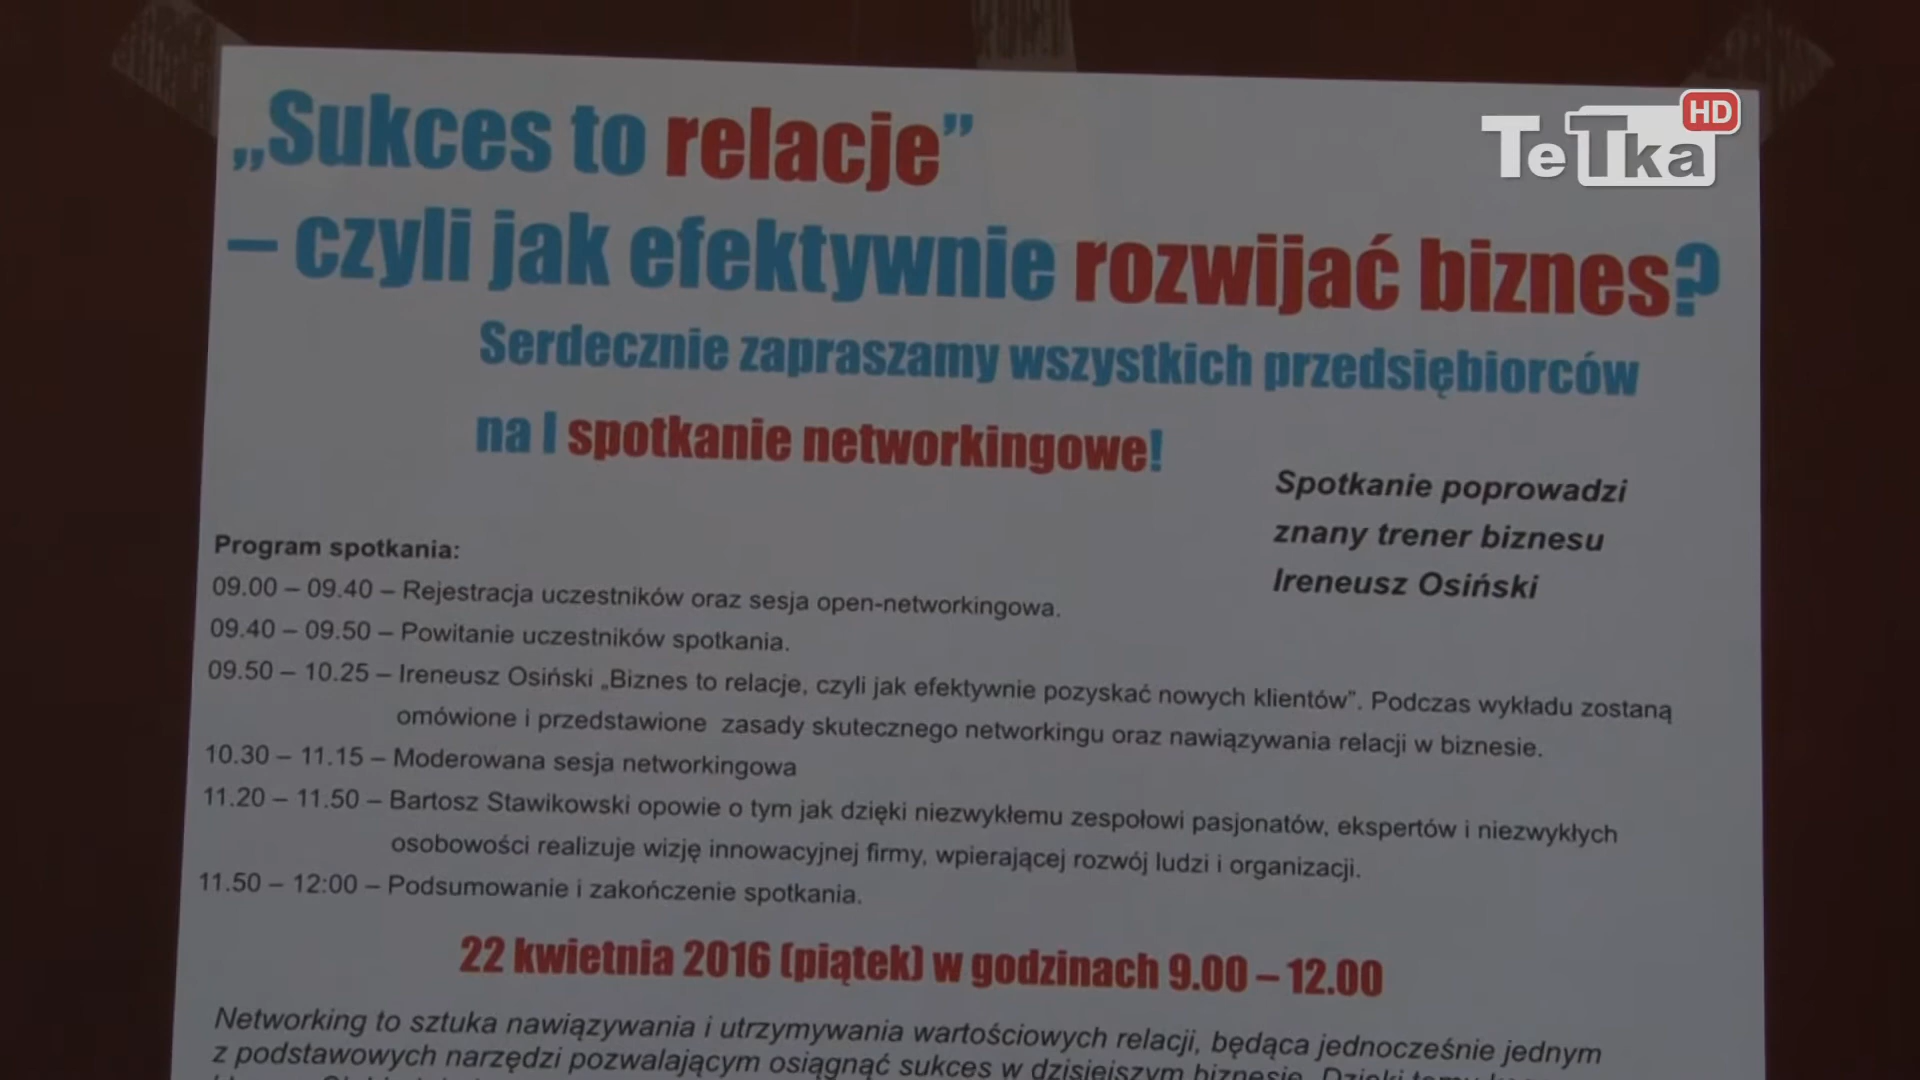 TeTka HD
„Sukces to relacje”
– czyli jak efektywnie rozwijać biznes?
Serdecznie zapraszamy wszystkich przedsiębiorców
na I spotkanie networkingowe!
Spotkanie poprowadzi
znany trener biznesu
Ireneusz Osiński
Program spotkania:
09.00 – 09.40 – Rejestracja uczestników oraz sesja open-networkingowa.
09.40 – 09.50 – Powitanie uczestników spotkania.
09.50 – 10.25 – Ireneusz Osiński „Biznes to relacje, czyli jak efektywnie pozyskać nowych klientów”. Podczas wykładu zostaną
omówione i przedstawione zasady skutecznego networkingu oraz nawiązywania relacji w biznesie.
10.30 – 11.15 – Moderowana sesja networkingowa
11.20 – 11.50 – Bartosz Stawikowski opowie o tym jak dzięki niezwykłemu zespołowi pasjonatów, ekspertów i niezwykłych
osobowości realizuje wizję innowacyjnej firmy, wpierającej rozwój ludzi i organizacji.
11.50 – 12:00 – Podsumowanie i zakończenie spotkania.
22 kwietnia 2016 (piątek) w godzinach 9.00 – 12.00
Networking to sztuka nawiązywania i utrzymywania wartościowych relacji, będąca jednocześnie jednym
z podstawowych narzędzi pozwalającym osiągnąć sukces w dzisiejszym biznesie. Dzięki temu